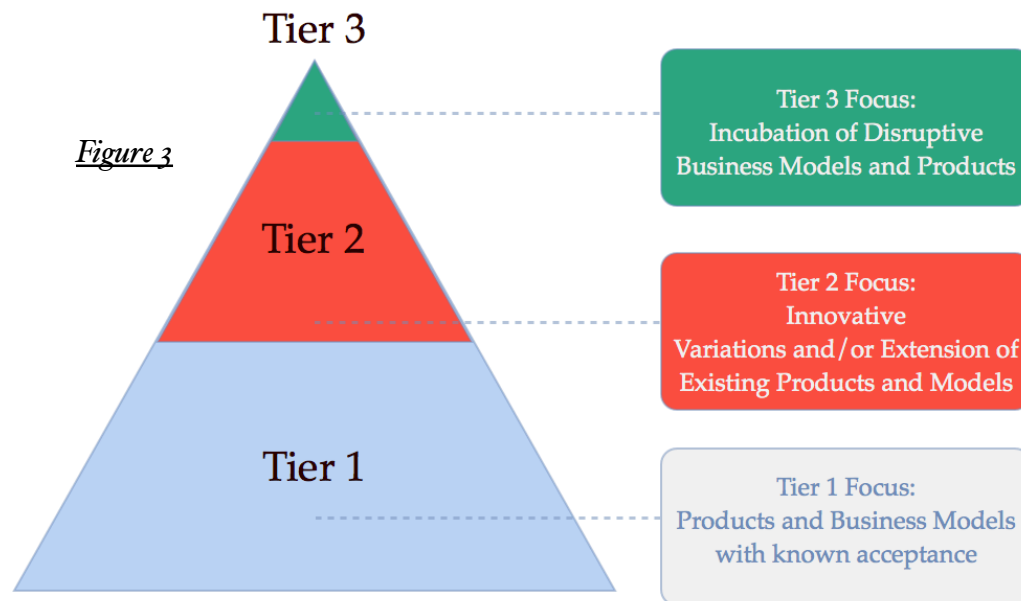 Tier 3
Figure 3
Tier 2
Tier 1
Tier 3 Focus:
Incubation of Disruptive
Business Models and Products
Tier 2 Focus:
Innovative
Variations and/or Extension of
Existing Products and Models
Tier 1 Focus:
Products and Business Models
with known acceptance